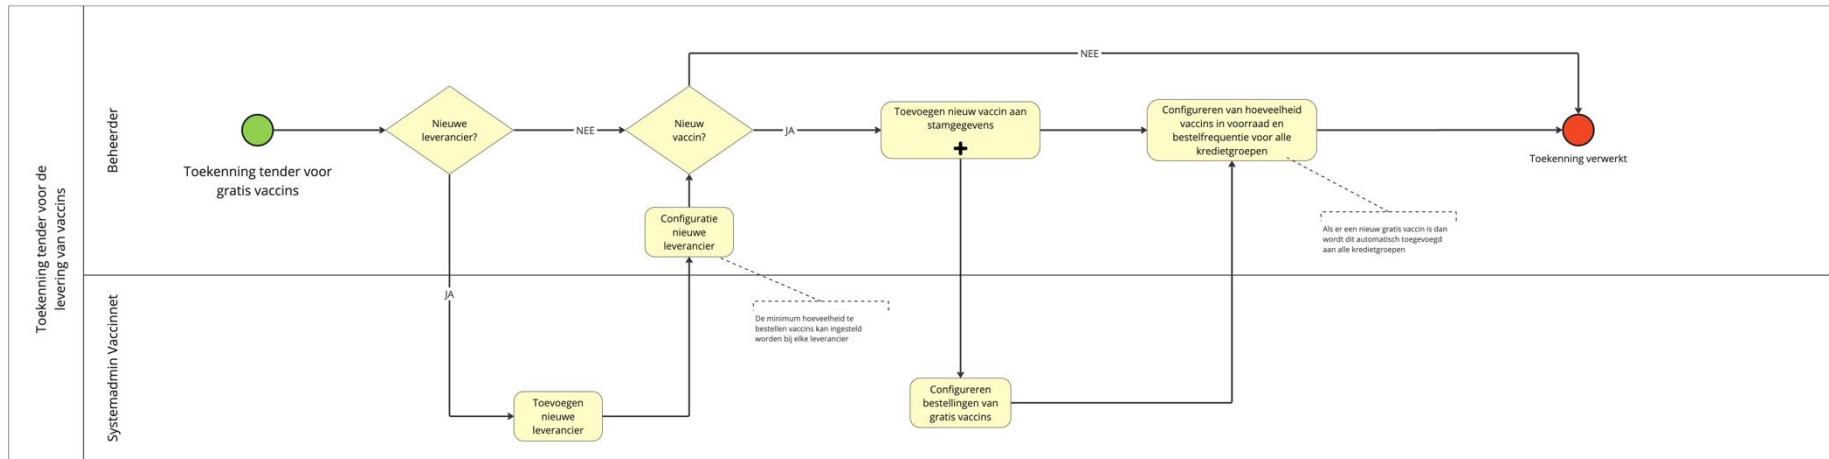 Toekenning tender voor de
levering van vaccins
Beheerder
Toekenning tender voor
gratis vaccins
Nieuwe
leverancier?
NEE
Nieuw
vaccin?
NEE
JA
Toevoegen nieuw vaccin aan
stamgegevens
Configureren van hoeveelheid
vaccins in voorraad en
bestelfrequentie voor alle
kredietgroepen
Toekenning verwerkt
Configuratie
nieuwe
leverancier
Als er een nieuw gratis vaccin is dan
wordt dit automatisch toegevoegd
aan alle kredietgroepen
Systemadmin Vaccinnet
JA
De minimum hoeveelheid te
bestellen vaccins kan ingesteld
worden bij elke leverancier
Toevoegen
nieuwe
leverancier
Configureren
bestellingen van
gratis vaccins